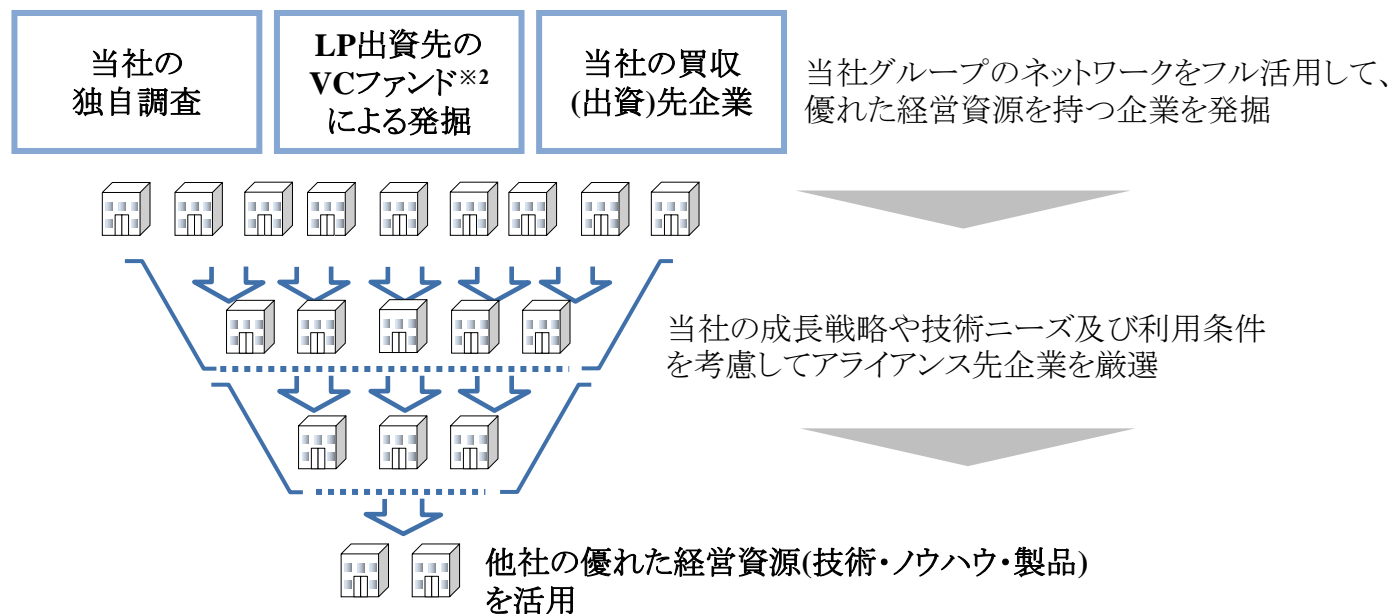 当社の
独自調査
LP出資先の
VCファンド※2
による発掘
当社の買収
(出資)先企業
当社グループのネットワークをフル活用して、
優れた経営資源を持つ企業を発掘
当社の成長戦略や技術ニーズ及び利用条件
を考慮してアライアンス先企業を厳選
他社の優れた経営資源(技術・ノウハウ・製品)
を活用